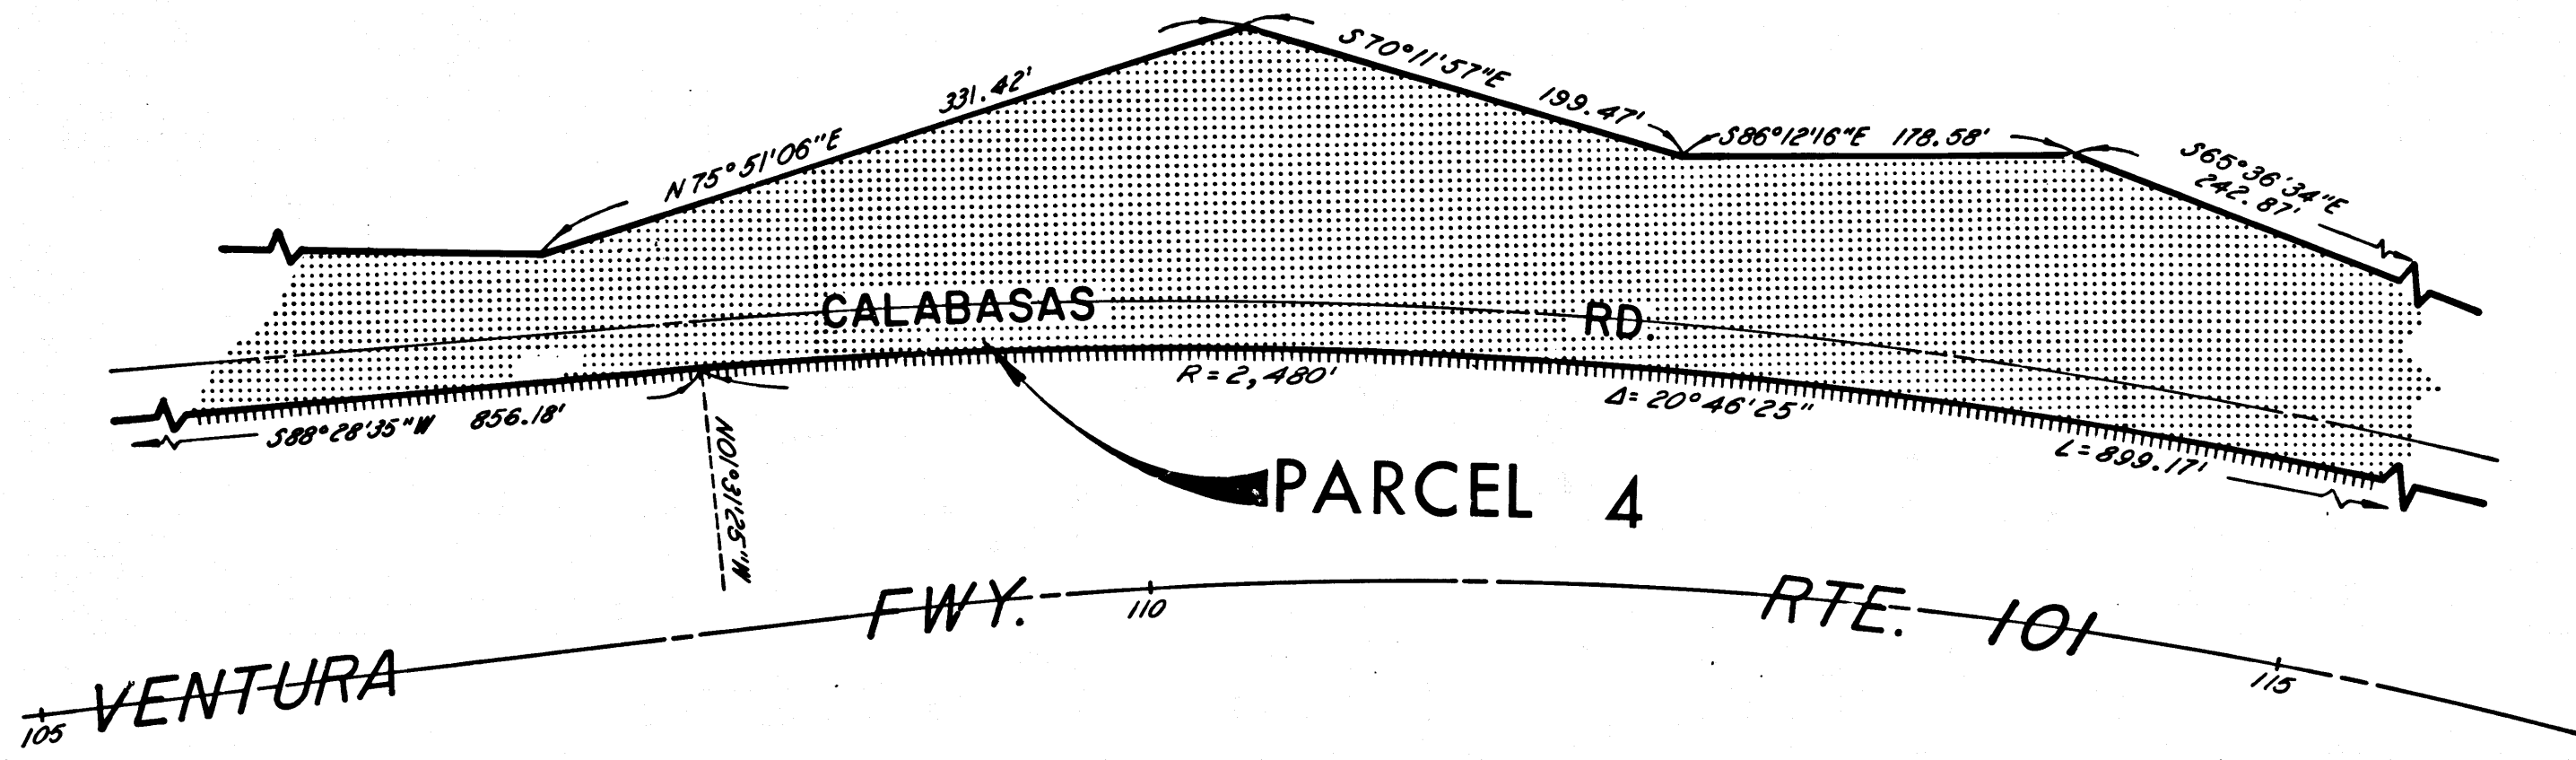 N 75°51'06"E 331.42'
S70°11'57"E 199.47'
S86°12'16"E 178.58'
S65°36'34"E
242.87'
CALABASAS RD.
S88°28'35"W 856.18'
R = 2,480'
Δ= 20°46'25"
L=899.17'
N01°31'25"W
PARCEL 4
VENTURA FWY. RTE. 101
105
110
115